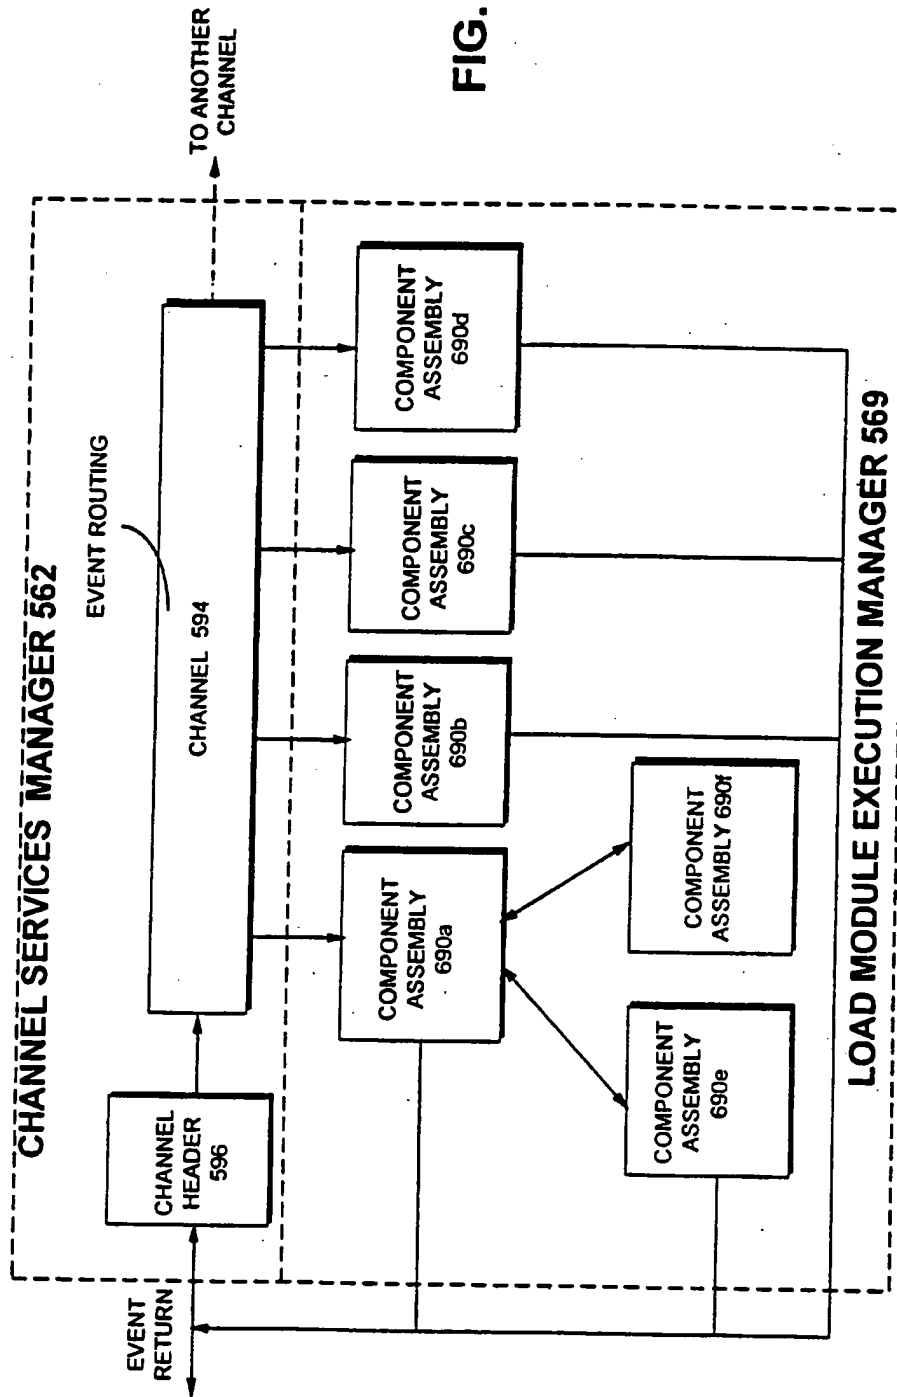 CHANNEL SERVICES MANAGER 562
EVENT ROUTING
TO ANOTHER
CHANNEL
EVENT
RETURN
CHANNEL
HEADER
596
CHANNEL 594
COMPONENT
ASSEMBLY
690a
COMPONENT
ASSEMBLY
690b
COMPONENT
ASSEMBLY
690c
COMPONENT
ASSEMBLY
690d
COMPONENT
ASSEMBLY
690e
COMPONENT
ASSEMBLY 690f
LOAD MODULE EXECUTION MANAGER 569
FIG.